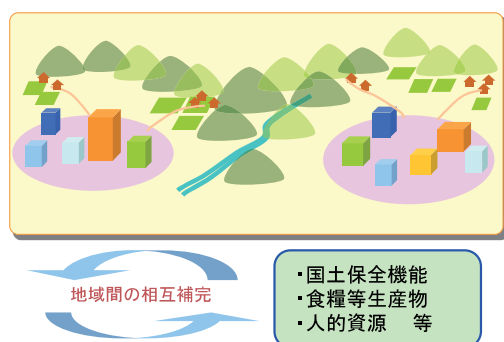 地域間の相互補完
・国土保全機能
・食糧等生産物
・人的資源　等